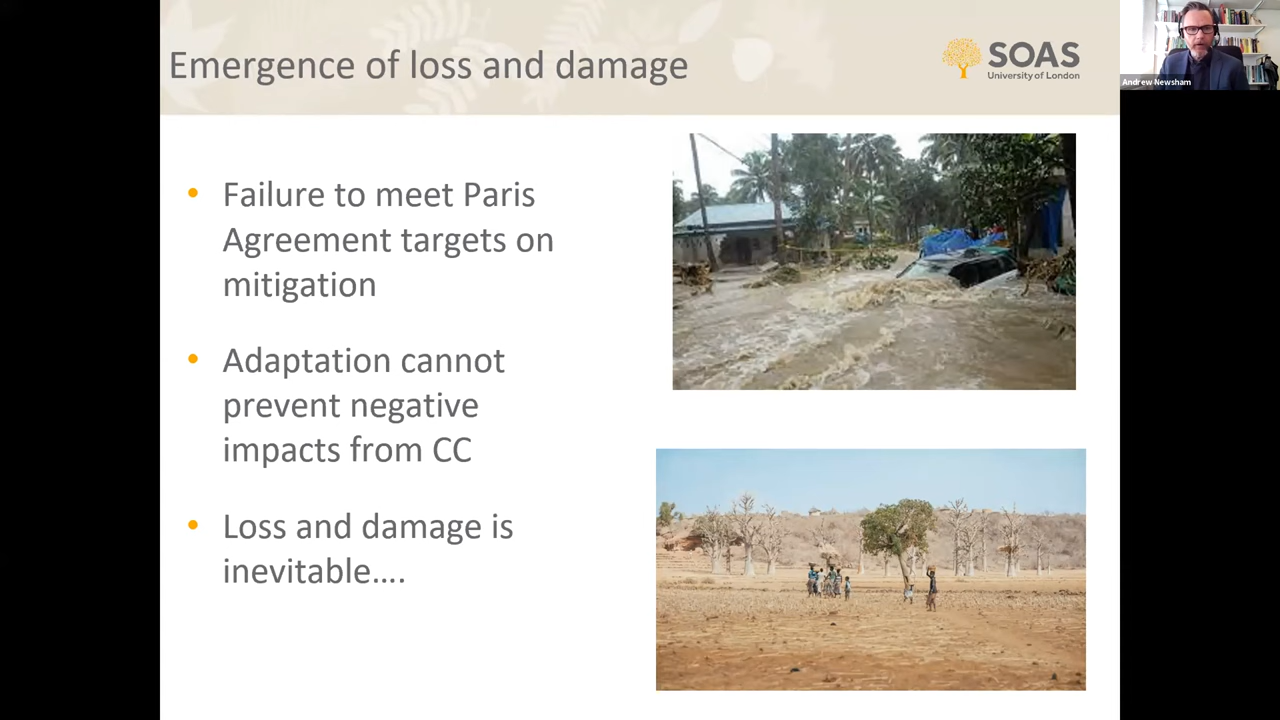 Emergence of loss and damage
SOAS
University of London
Andrew Newsham
• Failure to meet Paris
Agreement targets on
mitigation
• Adaptation cannot
prevent negative
impacts from CC
• Loss and damage is
inevitable....